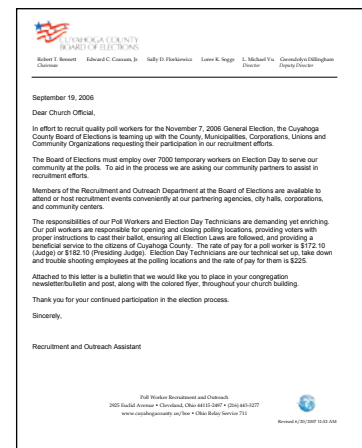 CUYAHOGA COUNTY
BOARD OF ELECTIONS
Robert T. Bennett Edward C. Coaxum, Jr. Sally D. Florkiewicz Loree K. Soggs L. Michael Vu Gwendolyn Dillingham
Chairman Director Deputy Director
September 19, 2006
Dear Church Official,
In effort to recruit quality poll workers for the November 7, 2006 General Election, the Cuyahoga
County Board of Elections is teaming up with the County, Municipalities, Corporations, Unions and
Community Organizations requesting their participation in our recruitment efforts.
The Board of Elections must employ over 7000 temporary workers on Election Day to serve our
community at the polls. To aid in the process we are asking our community partners to assist in
recruitment efforts.
Members of the Recruitment and Outreach Department at the Board of Elections are available to
attend or host recruitment events conveniently at our partnering agencies, city halls, corporations,
and community centers.
The responsibilities of our Poll Workers and Election Day Technicians are demanding yet enriching.
Our poll workers are responsible for opening and closing polling locations, providing voters with
proper instructions to cast their ballot, ensuring all Election Laws are followed, and providing a
beneficial service to the citizens of Cuyahoga County. The rate of pay for a poll worker is $172.10
(Judge) or $182.10 (Presiding Judge). Election Day Technicians are our technical set up, take down
and trouble shooting employees at the polling locations and the rate of pay for them is $225.
Attached to this letter is a bulletin that we would like you to place in your congregation
newsletter/bulletin and post, along with the colored flyer, throughout your church building.
Thank you for your continued participation in the election process.
Sincerely,
Recruitment and Outreach Assistant
Poll Worker Recruitment and Outreach
2925 Euclid Avenue • Cleveland, Ohio 44115-2497 • (216) 443-3277
www.cuyahogacounty.us/boe • Ohio Relay Service 711
Revised 6/20/2007 11:52 AM